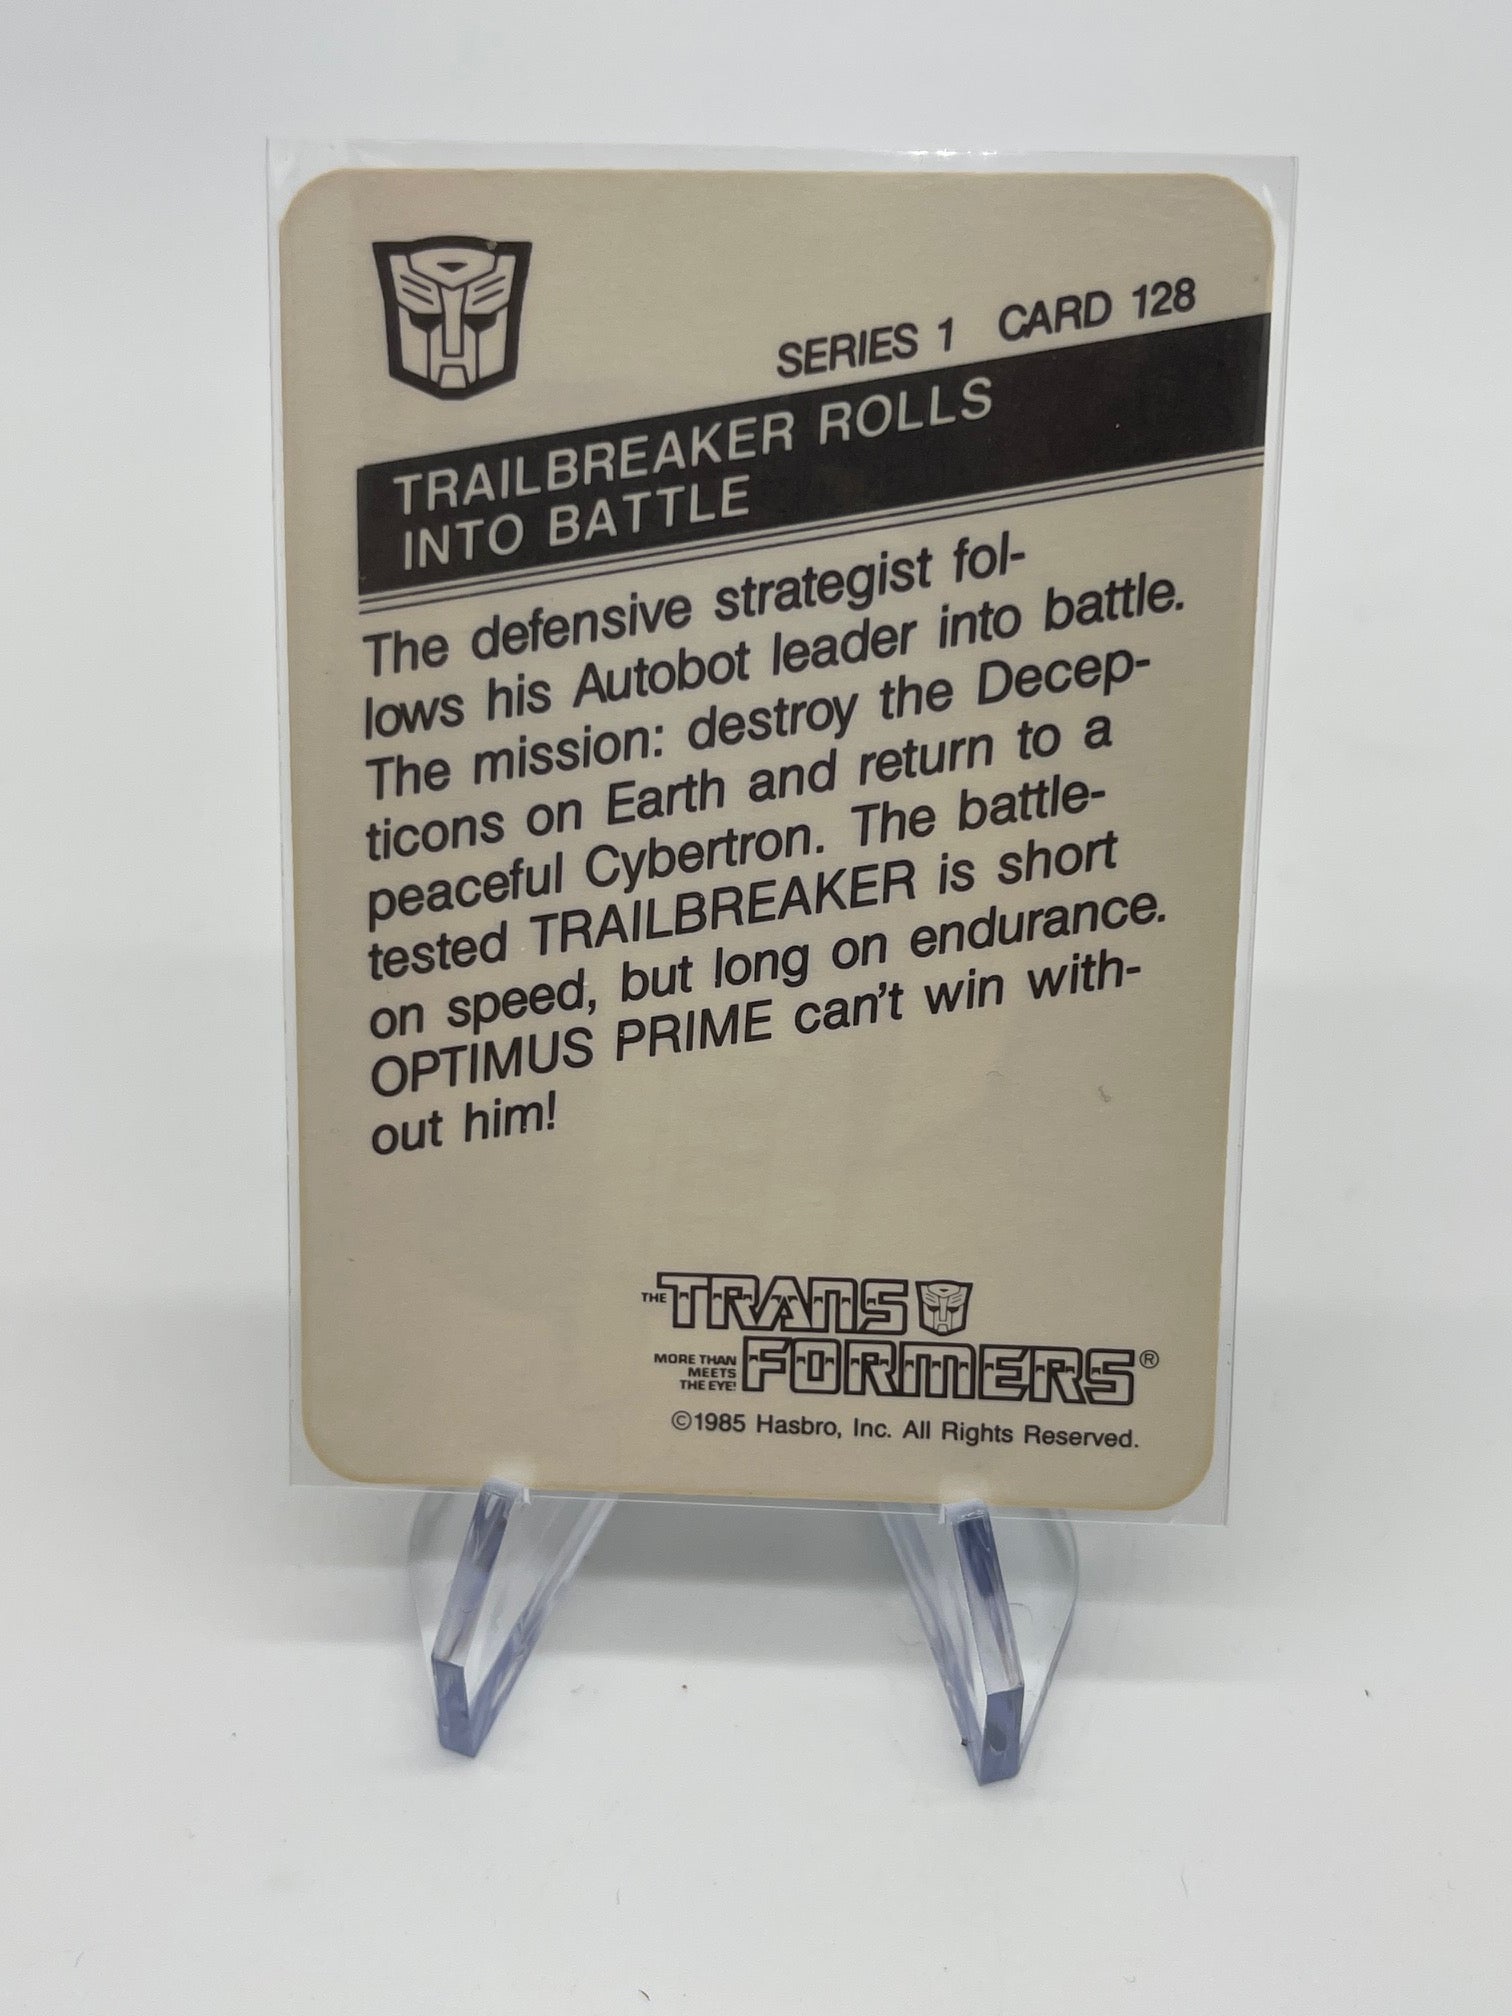 SERIES 1 CARD 128
TRAILBREAKER ROLLS
INTO BATTLE
The defensive strategist fol-
lows his Autobot leader into battle.
The mission: destroy the Decep-
ticons on Earth and return to a
peaceful Cybertron. The battle-
tested TRAILBREAKER is short
on speed, but long on endurance.
OPTIMUS PRIME can't win with-
out him!
THE TRANS
MORE THAN
MEETS
THE EYE!
FORMERS®
©1985 Hasbro, Inc. All Rights Reserved.